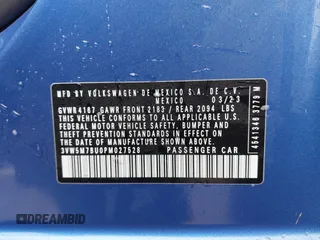 MFD BY VOLKSWAGEN DE MEXICO S.A. DE C.V.
MEXICO 03/23
GVWR 4187 GAWR FRONT 2183 / REAR 2094 LBS
THIS VEHICLE CONFORMS TO ALL APPLICABLE
U.S. FEDERAL MOTOR VEHICLE
SAFETY, BUMPER AND
THEFT PREVENTION STANDARDS IN
EFFECT ON THE DATE
OF MANUFACTURE SHOWN ABOVE.
3VW5M7BU0PM027528 PASSENGER CAR
4541346 3779 M
© DREAMBID